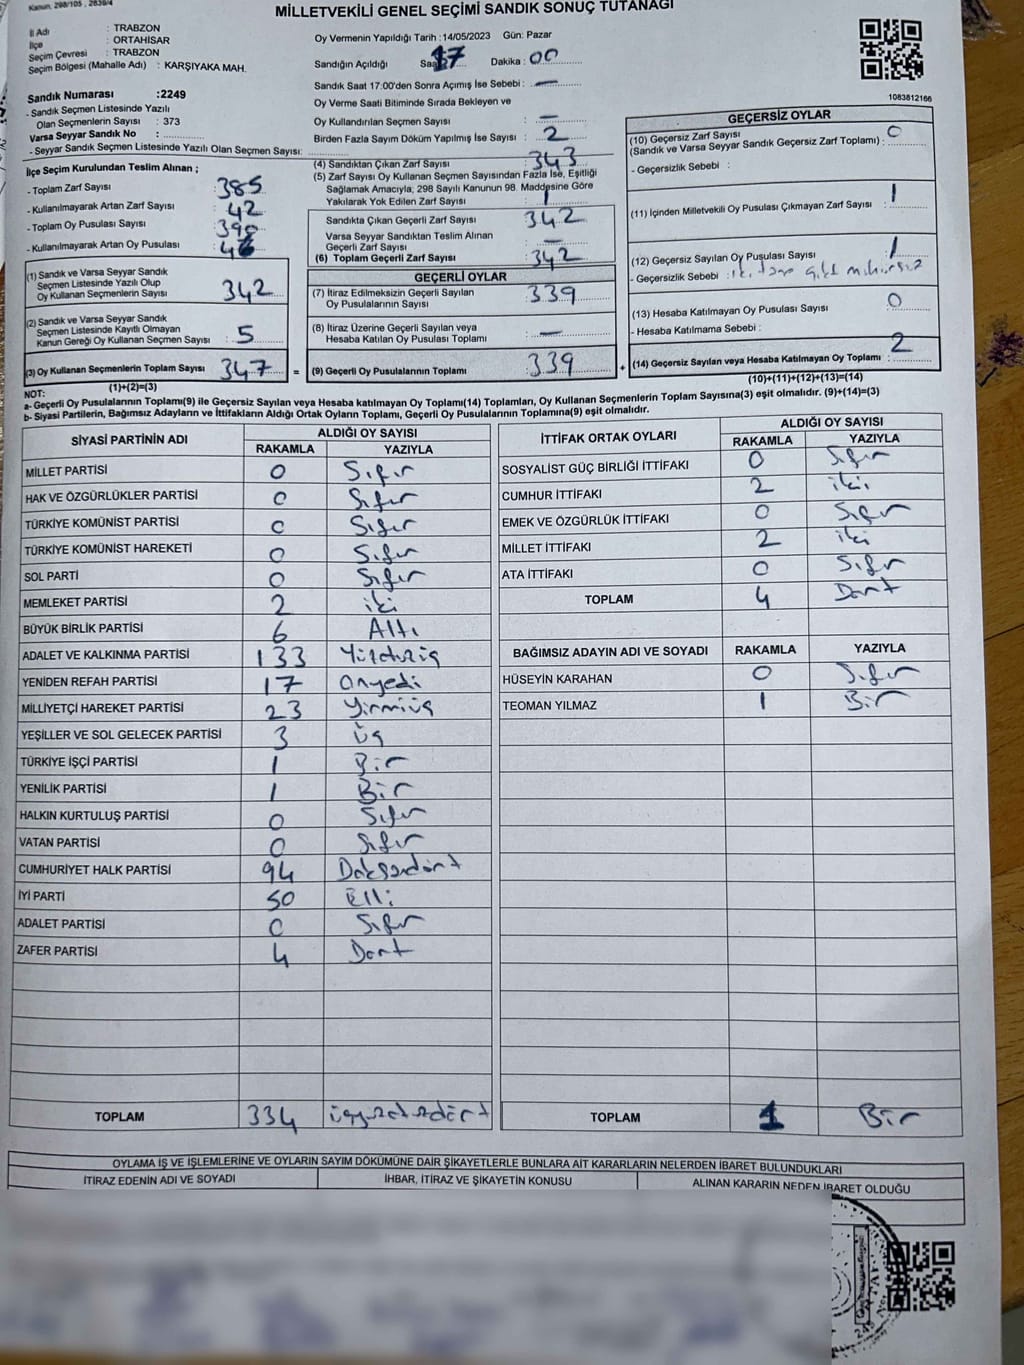 Kanun, 298/105 , 2839/4
MİLLETVEKİLİ GENEL SEÇİMİ SANDIK SONUÇ TUTANAĞI
İl Adı : TRABZON
İlçe : ORTAHİSAR
Seçim Çevresi : TRABZON
Seçim Bölgesi (Mahalle Adı) : KARŞIYAKA MAH.
Sandık Numarası :2249
- Sandık Seçmen Listesinde Yazılı
Olan Seçmenlerin Sayısı : 373
Varsa Seyyar Sandık No :
- Seyyar Sandık Seçmen Listesinde Yazılı Olan Seçmen Sayısı:
Oy Vermenin Yapıldığı Tarih :14/05/2023 Gün: Pazar
Sandığın Açıldığı Saat 17 Dakika : 00
Sandık Saat 17:00'den Sonra Açımış İse Sebebi : —
Oy Verme Saati Bitiminde Sırada Bekleyen ve
Oy Kullandırılan Seçmen Sayısı : —
Birden Fazla Sayım Döküm Yapılmış İse Sayısı : 2
1083812166
İlçe Seçim Kurulundan Teslim Alınan ;
- Toplam Zarf Sayısı : 385
- Kullanılmayarak Artan Zarf Sayısı : 42
- Toplam Oy Pusulası Sayısı : 390
- Kullanılmayarak Artan Oy Pusulası :
(4) Sandıktan Çıkan Zarf Sayısı : 343
(5) Zarf Sayısı Oy Kullanan Seçmen Sayısından Fazla İse, Eşitliği
Sağlamak Amacıyla; 298 Sayılı Kanunun 98. Maddesine Göre
Yakılarak Yok Edilen Zarf Sayısı : 1
Sandıkta Çıkan Geçerli Zarf Sayısı : 342
Varsa Seyyar Sandıktan Teslim Alınan
Geçerli Zarf Sayısı : —
(6) Toplam Geçerli Zarf Sayısı : 342
GEÇERSİZ OYLAR
(10) Geçersiz Zarf Sayısı
(Sandık ve Varsa Seyyar Sandık Geçersiz Zarf Toplamı) : 0
- Geçersizlik Sebebi :
(11) İçinden Milletvekili Oy Pusulası Çıkmayan Zarf Sayısı : 1
(12) Geçersiz Sayılan Oy Pusulası Sayısı : 1
- Geçersizlik Sebebi :
(13) Hesaba Katılmayan Oy Pusulası Sayısı : 0
- Hesaba Katılmama Sebebi :
(14) Geçersiz Sayılan veya Hesaba Katılmayan Oy Toplamı : 2
(10)+(11)+(12)+(13)=(14)
(1) Sandık ve Varsa Seyyar Sandık
Seçmen Listesinde Yazılı Olup
Oy Kullanan Seçmenlerin Sayısı : 342
(2) Sandık ve Varsa Seyyar Sandık
Seçmen Listesinde Kayıtlı Olmayan
Kanun Gereği Oy Kullanan Seçmen Sayısı : 5
(3) Oy Kullanan Seçmenlerin Toplam Sayısı : 347 =
(1)+(2)=(3)
GEÇERLİ OYLAR
(7) İtiraz Edilmeksizin Geçerli Sayılan
Oy Pusulalarının Sayısı : 339
(8) İtiraz Üzerine Geçerli Sayılan veya
Hesaba Katılan Oy Pusulası Toplamı : —
(9) Geçerli Oy Pusulalarının Toplamı : 339 +
NOT:
a- Geçerli Oy Pusulalarının Toplamı(9) ile Geçersiz Sayılan veya Hesaba katılmayan Oy Toplamı(14) Toplamları, Oy Kullanan Seçmenlerin Toplam Sayısına(3) eşit olmalıdır. (9)+(14)=(3)
b- Siyasi Partilerin, Bağımsız Adayların ve İttifakların Aldığı Ortak Oyların Toplamı, Geçerli Oy Pusulalarının Toplamına(9) eşit olmalıdır.
SİYASİ PARTİNİN ADI ALDIĞI OY SAYISI
RAKAMLA YAZIYLA
MİLLET PARTİSİ 0 Sıfır
HAK VE ÖZGÜRLÜKLER PARTİSİ 0 Sıfır
TÜRKİYE KOMÜNİST PARTİSİ 0 Sıfır
TÜRKİYE KOMÜNİST HAREKETİ 0 Sıfır
SOL PARTİ 0 Sıfır
MEMLEKET PARTİSİ 2 iki
BÜYÜK BİRLİK PARTİSİ 6 Altı
ADALET VE KALKINMA PARTİSİ 133
YENİDEN REFAH PARTİSİ 17 Onyedi
MİLLİYETÇİ HAREKET PARTİSİ 23 Yirmiüç
YEŞİLLER VE SOL GELECEK PARTİSİ 3 üç
TÜRKİYE İŞÇİ PARTİSİ 1 Bir
YENİLİK PARTİSİ 1 Bir
HALKIN KURTULUŞ PARTİSİ 0 Sıfır
VATAN PARTİSİ 0 Sıfır
CUMHURİYET HALK PARTİSİ 94 Doksandört
İYİ PARTİ 50 Elli
ADALET PARTİSİ 0 Sıfır
ZAFER PARTİSİ 4 Dört
TOPLAM 334
İTTİFAK ORTAK OYLARI ALDIĞI OY SAYISI
RAKAMLA YAZIYLA
SOSYALİST GÜÇ BİRLİĞİ İTTİFAKI 0 Sıfır
CUMHUR İTTİFAKI 2 iki
EMEK VE ÖZGÜRLÜK İTTİFAKI 0 Sıfır
MİLLET İTTİFAKI 2 iki
ATA İTTİFAKI 0 Sıfır
TOPLAM 4 Dört
BAĞIMSIZ ADAYIN ADI VE SOYADI RAKAMLA YAZIYLA
HÜSEYİN KARAHAN 0 Sıfır
TEOMAN YILMAZ 1 Bir
TOPLAM 1 Bir
OYLAMA İŞ VE İŞLEMLERİNE VE OYLARIN SAYIM DÖKÜMÜNE DAİR ŞİKAYETLERLE BUNLARA AİT KARARLARIN NELERDEN İBARET BULUNDUKLARI
İTİRAZ EDENİN ADI VE SOYADI İHBAR, İTİRAZ VE ŞİKAYETİN KONUSU ALINAN KARARIN NEDEN İBARET OLDUĞU